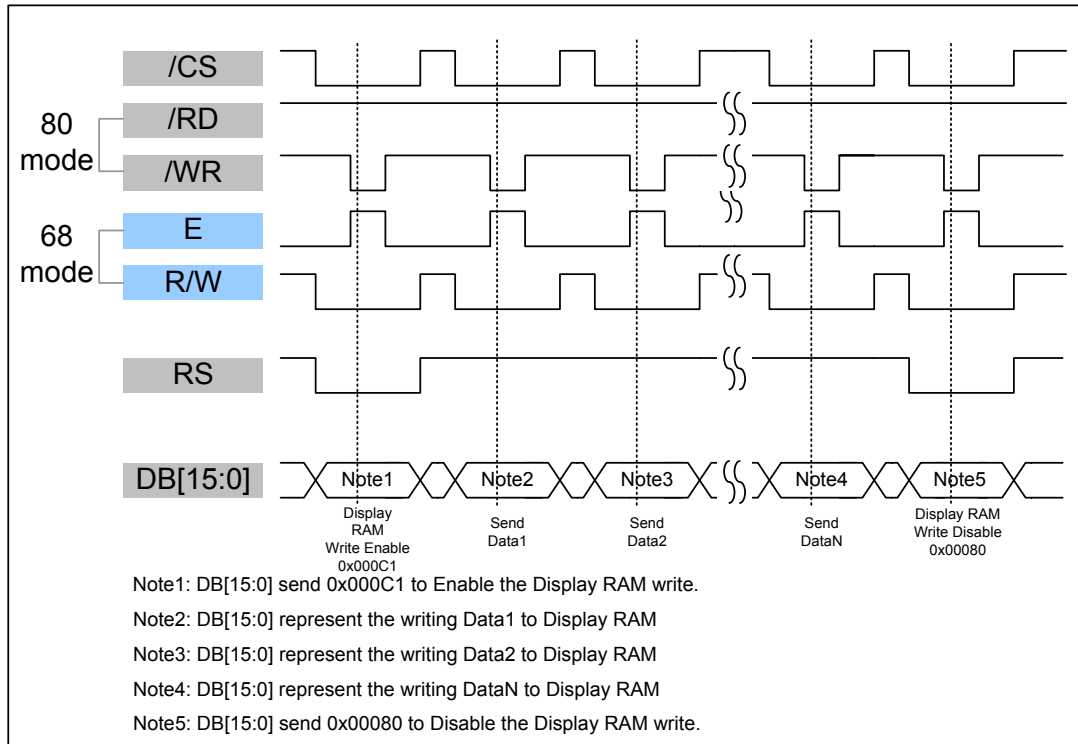 /CS
80
mode
/RD
/WR
68
mode
E
R/W
RS
DB[15:0]
Note1
Note2
Note3
Note4
Note5
Display
RAM
Write Enable
0x000C1
Send
Data1
Send
Data2
Send
DataN
Display RAM
Write Disable
0x00080
Note1: DB[15:0] send 0x000C1 to Enable the Display RAM write.
Note2: DB[15:0] represent the writing Data1 to Display RAM
Note3: DB[15:0] represent the writing Data2 to Display RAM
Note4: DB[15:0] represent the writing DataN to Display RAM
Note5: DB[15:0] send 0x00080 to Disable the Display RAM write.